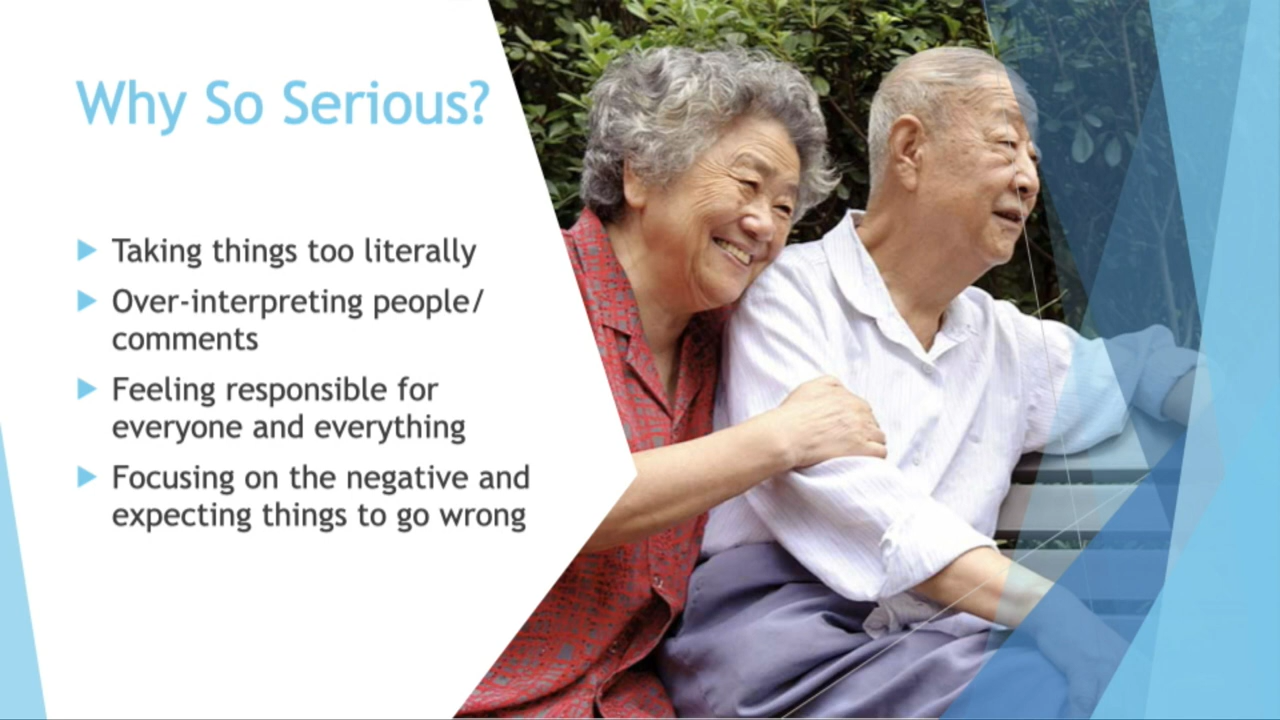 Why So Serious?
Taking things too literally
Over-interpreting people/
comments
Feeling responsible for
everyone and everything
Focusing on the negative and
expecting things to go wrong